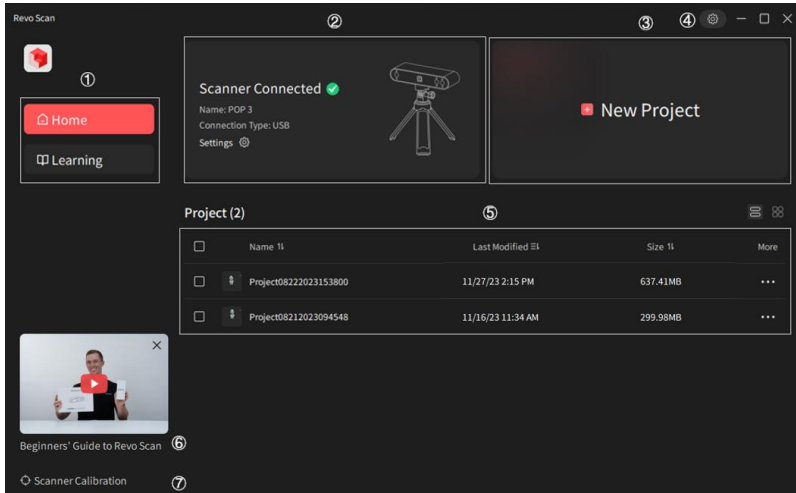 Revo Scan
②
③
④
①
Home
Learning
Scanner Connected
Name: POP 3
Connection Type: USB
Settings
New Project
Project (2)
⑤
Name
Last Modified
Size
More
Project08222023153800
11/27/23 2:15 PM
637.41MB
Project08212023094548
11/16/23 11:34 AM
299.98MB
Beginners' Guide to Revo Scan
⑥
Scanner Calibration
⑦